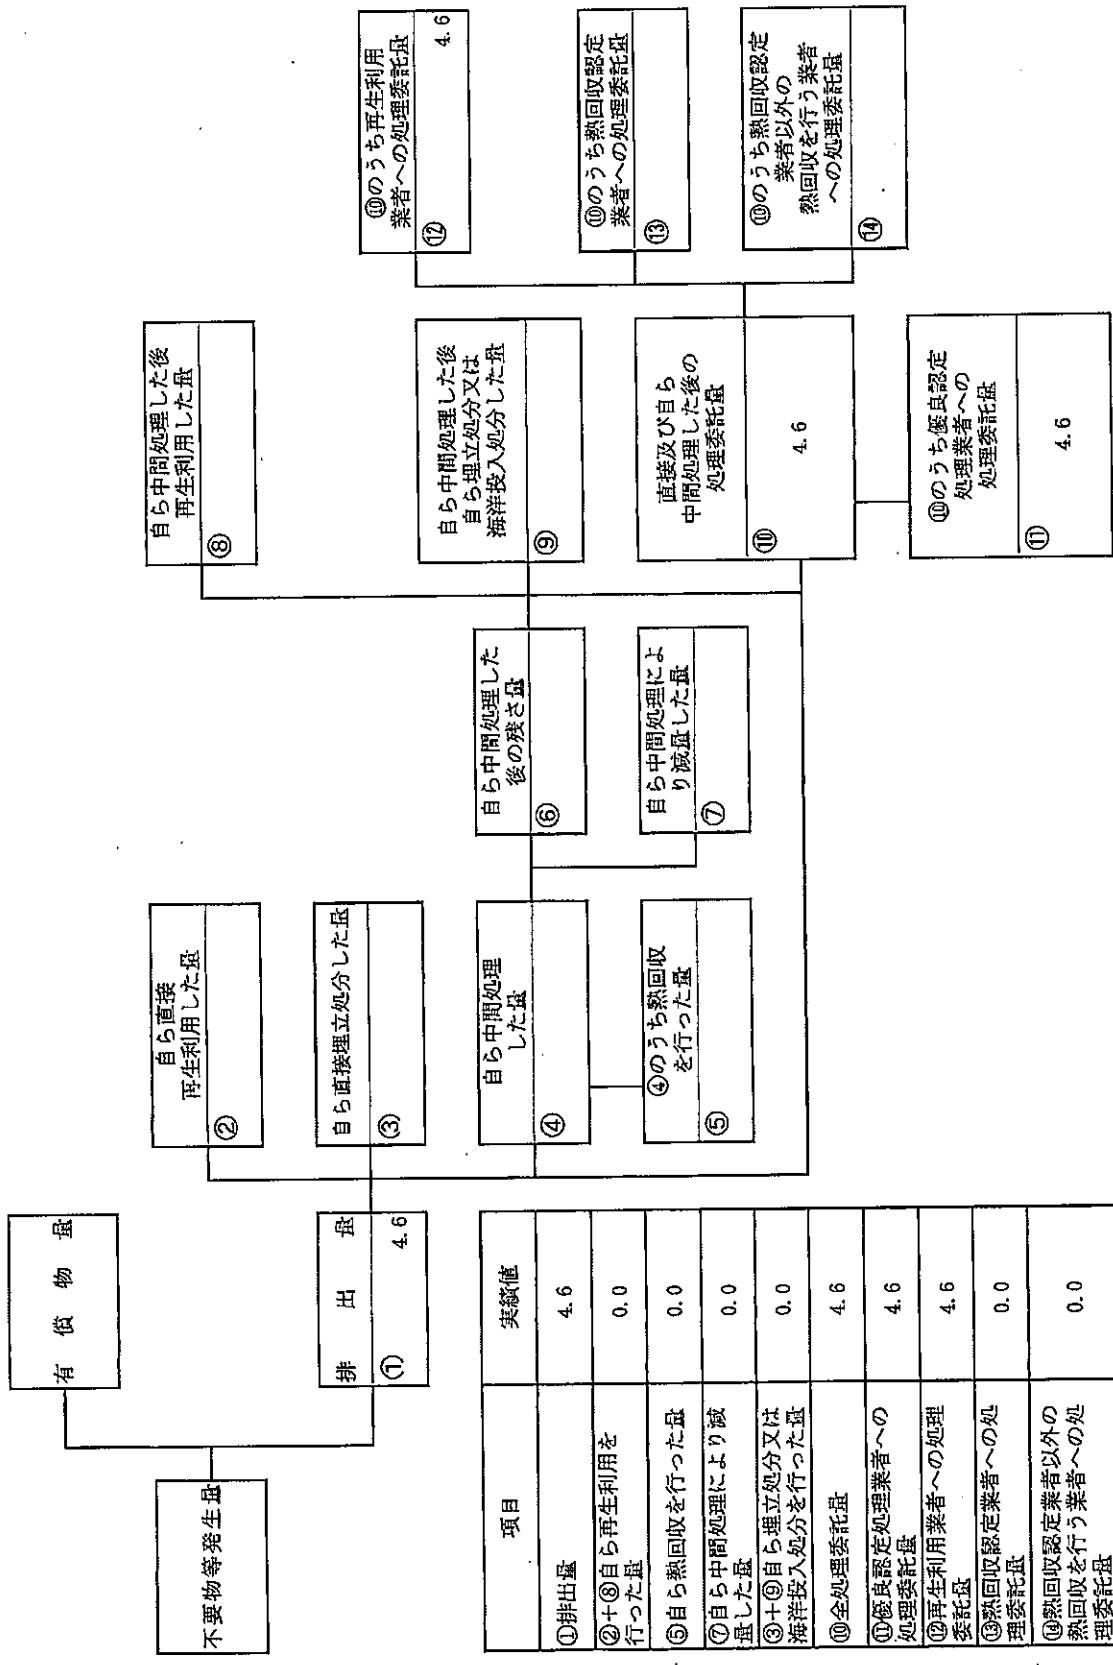 不要物等発生量
有償物量
排出量
①
4.6
自ら直接
再生利用した量
②
自ら直接埋立処分した量
③
自ら中間処理
した量
④
④のうち熱回収
を行った量
⑤
自ら中間処理した
後の残さ量
⑥
自ら中間処理によ
り減量した量
⑦
自ら中間処理した後
再生利用した量
⑧
自ら中間処理した後
自ら埋立処分又は
海洋投入処分した量
⑨
直接及び自ら
中間処理した後の
処理委託量
⑩
4.6
⑩のうち優良認定
処理業者への
処理委託量
⑪
4.6
⑩のうち再生利用
業者への処理委託量
⑫
4.6
⑩のうち熱回収認定
業者への処理委託量
⑬
⑩のうち熱回収認定
業者以外の
熱回収を行う業者
への処理委託量
⑭
項目
実績値
①排出量
4.6
②+⑧自ら再生利用を
行った量
0.0
⑤自ら熱回収を行った量
0.0
⑦自ら中間処理により減
量した量
0.0
③+⑨自ら埋立処分又は
海洋投入処分を行った量
0.0
⑩全処理委託量
4.6
⑪優良認定処理業者への
処理委託量
4.6
⑫再生利用業者への処理
委託量
4.6
⑬熱回収認定業者への処
理委託量
0.0
⑭熱回収認定業者以外の
熱回収を行う業者への処
理委託量
0.0